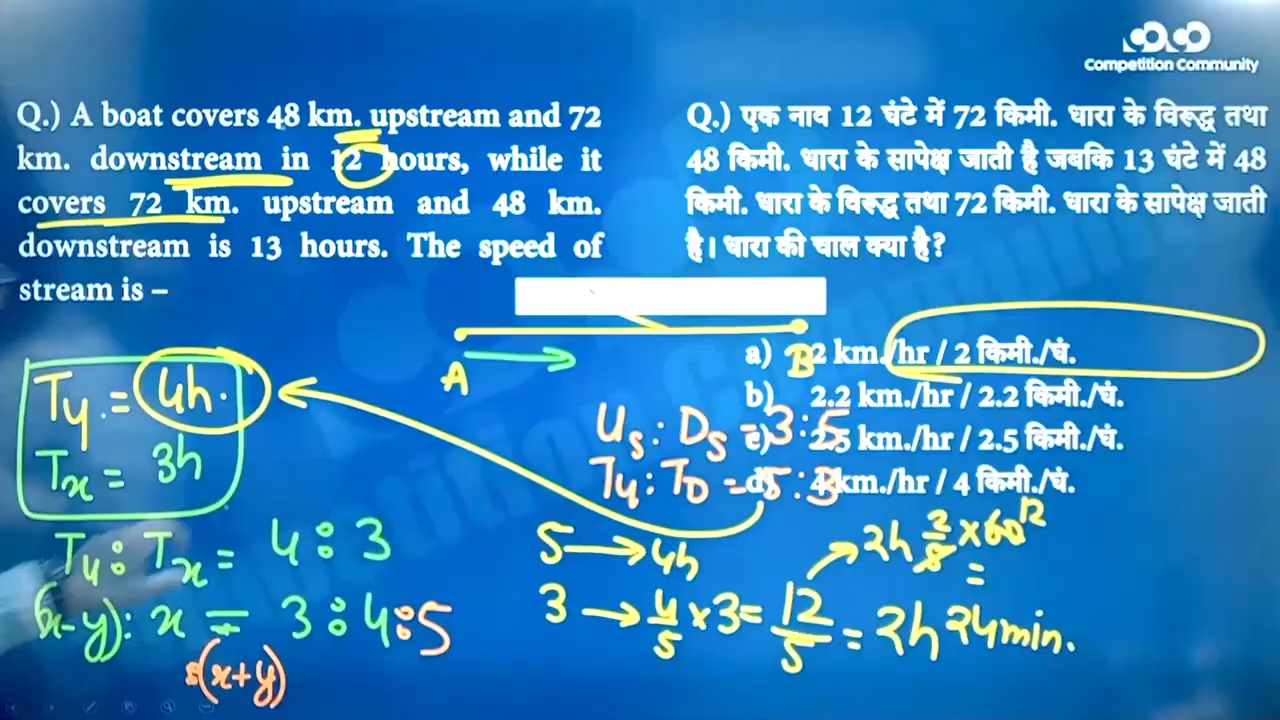 Competition Community
Q.) A boat covers 48 km. upstream and 72
km. downstream in 12 hours, while it
covers 72 km. upstream and 48 km.
downstream is 13 hours. The speed of
stream is –
Q.) एक नाव 12 घंटे में 72 किमी. धारा के विरूद्ध तथा
48 किमी. धारा के सापेक्ष जाती है जबकि 13 घंटे में 48
किमी. धारा के विरूद्ध तथा 72 किमी. धारा के सापेक्ष जाती
है। धारा की चाल क्या है?
a) 2 km./hr / 2 किमी./घं.
b) 2.2 km./hr / 2.2 किमी./घं.
c) 2.5 km./hr / 2.5 किमी./घं.
d) 4 km./hr / 4 किमी./घं.
A B
Ty = 4h.
Tx = 3h
Ty : Tx = 4 : 3
(x-y) : x = 3 : 4 : 5
(x+y)
Us : Ds = 3 : 5
Tu : TD = 5 : 3
5 → 4h
3 → 4/5 × 3 = 12/5 = 2h 24 min.
→ 2h 2/5 × 60 12
=